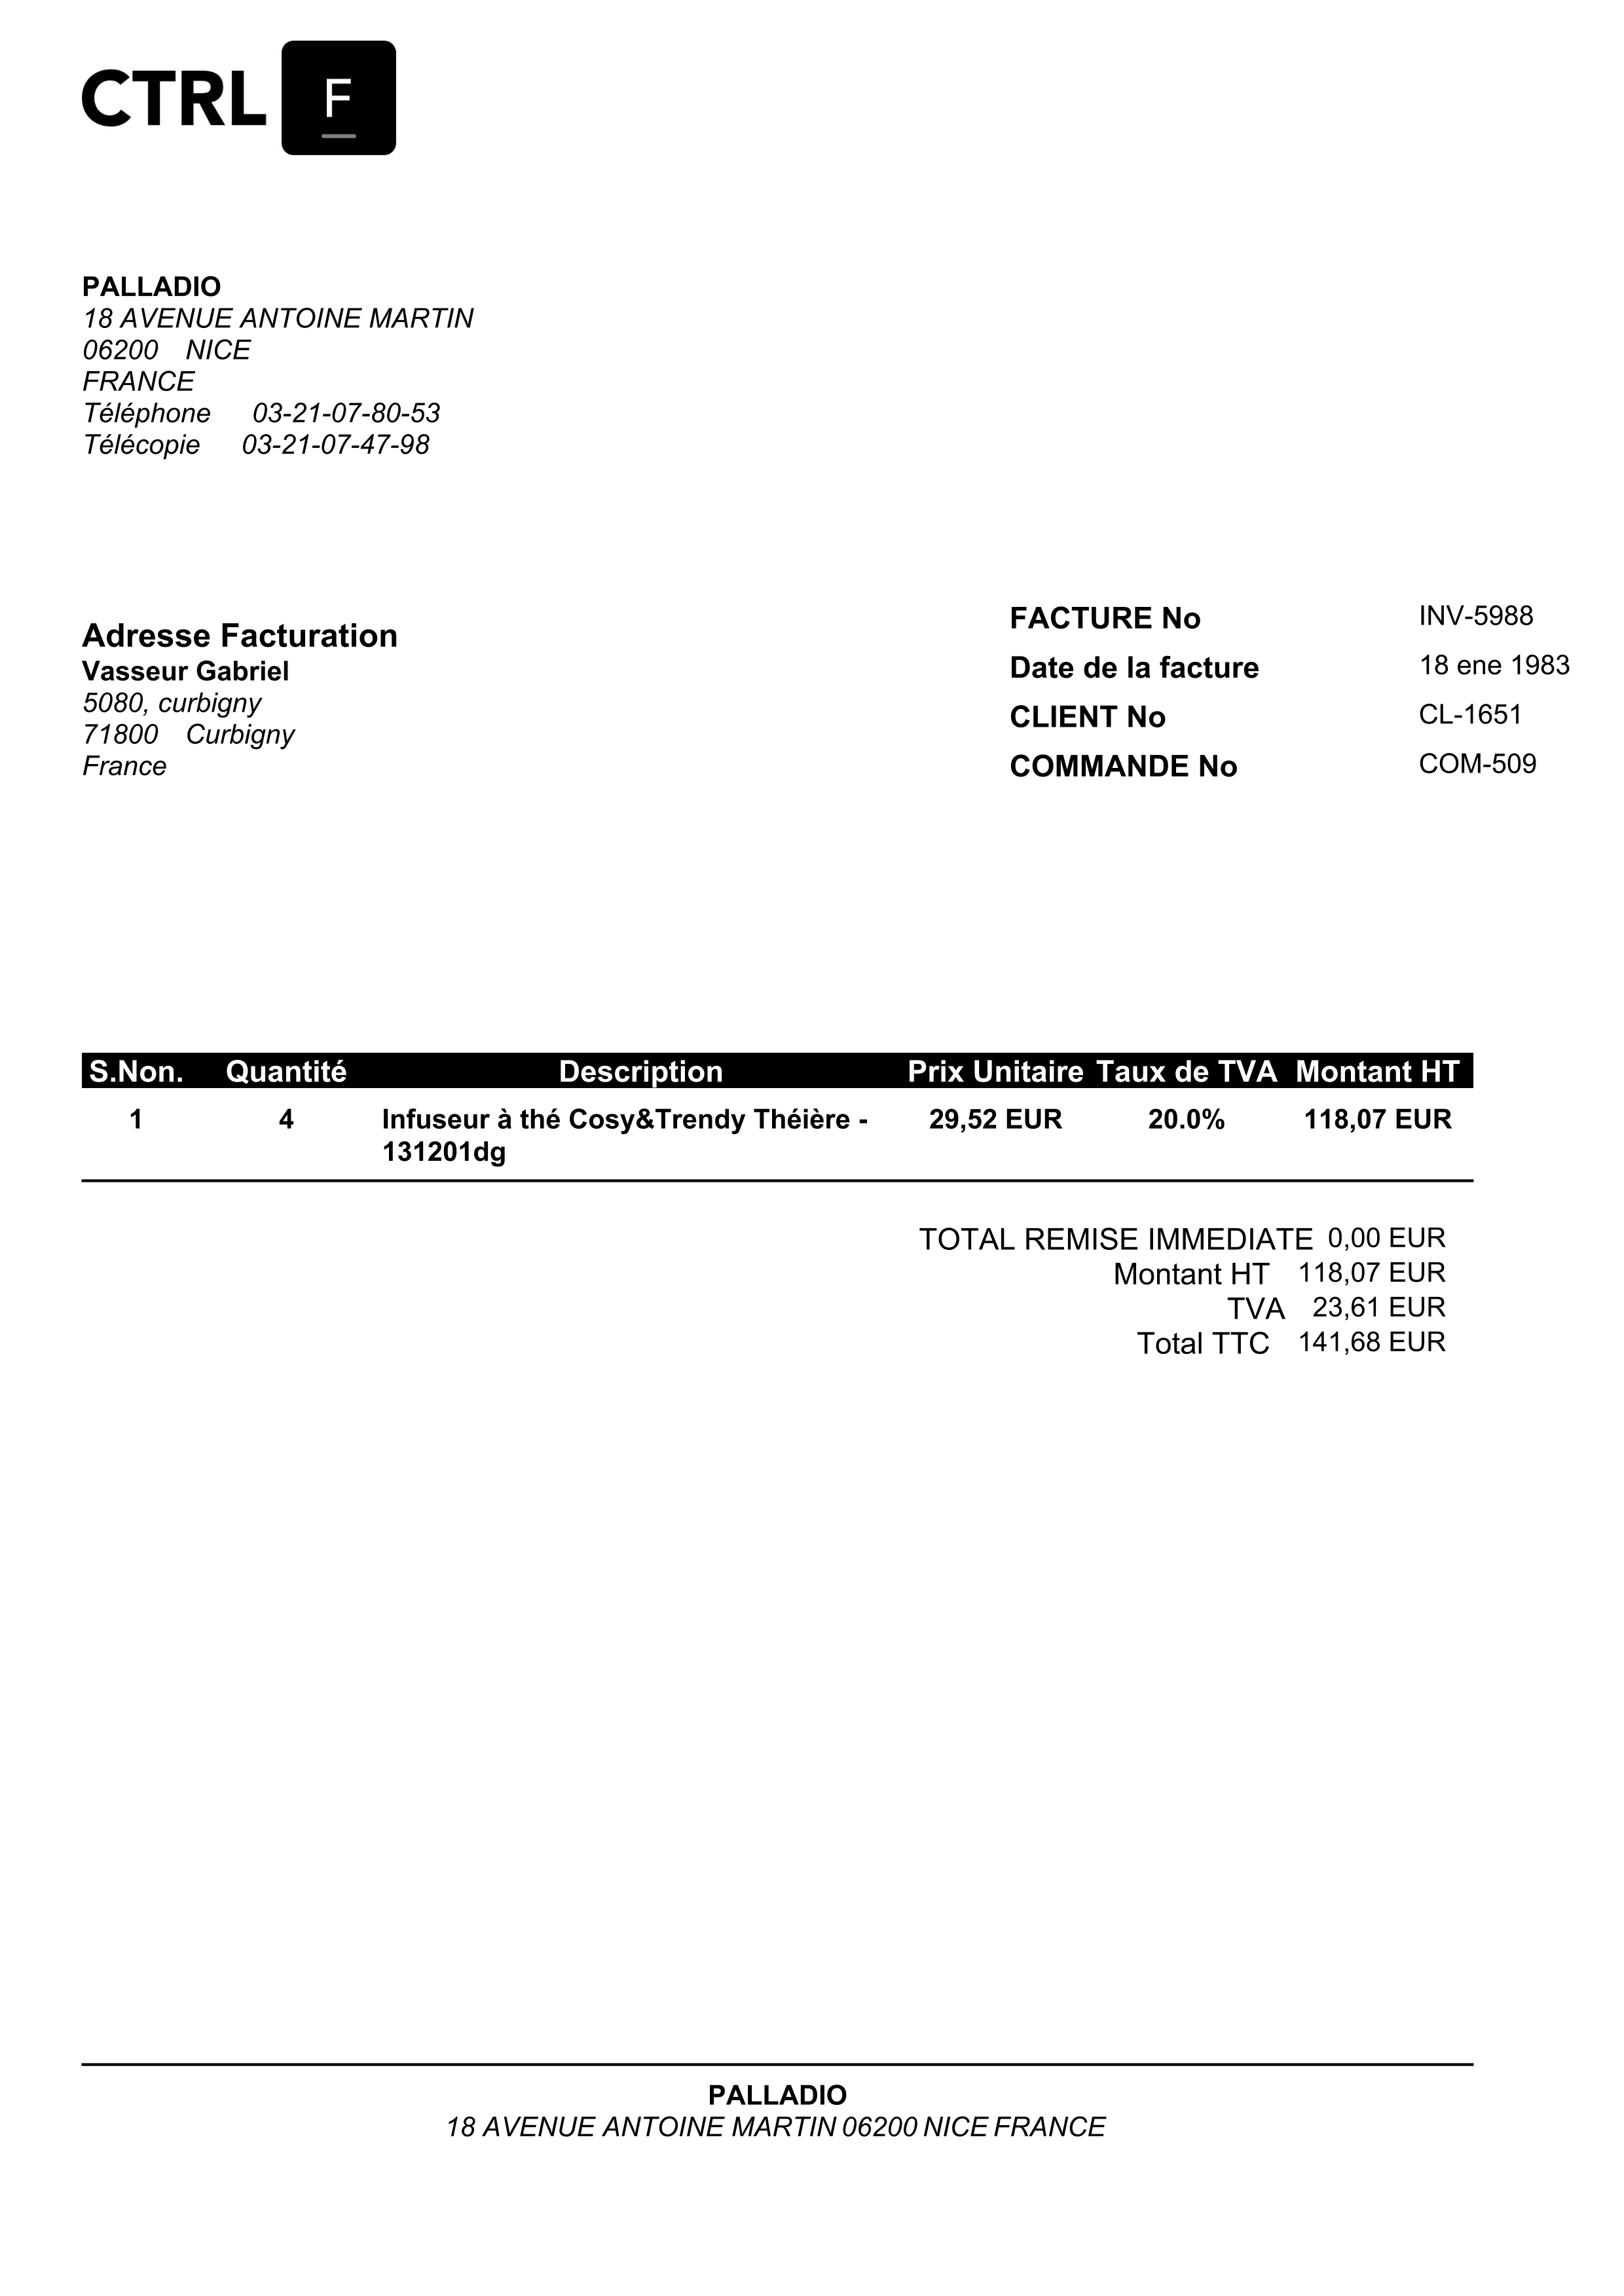 CTRL F
PALLADIO
18 AVENUE ANTOINE MARTIN
06200 NICE
FRANCE
Téléphone 03-21-07-80-53
Télécopie 03-21-07-47-98
Adresse Facturation
Vasseur Gabriel
5080, curbigny
71800 Curbigny
France
FACTURE No INV-5988
Date de la facture 18 ene 1983
CLIENT No CL-1651
COMMANDE No COM-509
S.Non. Quantité Description Prix Unitaire Taux de TVA Montant HT
1 4 Infuseur à thé Cosy&Trendy Théière - 29,52 EUR 20.0% 118,07 EUR
131201dg
TOTAL REMISE IMMEDIATE 0,00 EUR
Montant HT 118,07 EUR
TVA 23,61 EUR
Total TTC 141,68 EUR
PALLADIO
18 AVENUE ANTOINE MARTIN 06200 NICE FRANCE